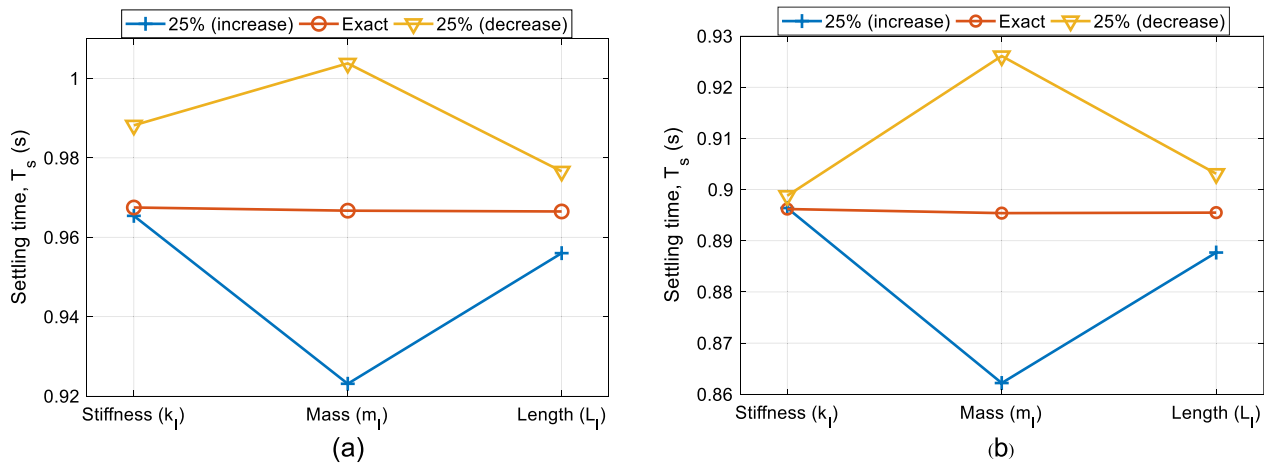 25% (increase) Exact 25% (decrease)
1
0.98
0.96
0.94
0.92
Settling time, T_s (s)
Stiffness (k_l) Mass (m_l) Length (L_l)
(a)
25% (increase) Exact 25% (decrease)
0.93
0.92
0.91
0.9
0.89
0.88
0.87
0.86
Settling time, T_s (s)
Stiffness (k_l) Mass (m_l) Length (L_l)
(b)